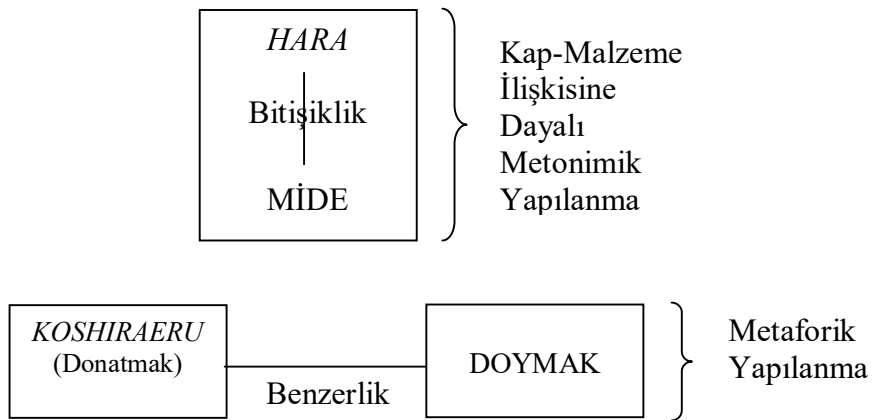 HARA
Bitişiklik
MİDE
Kap-Malzeme
İlişkisine
Dayalı
Metonimik
Yapılanma
KOSHIRAERU
(Donatmak)
Benzerlik
DOYMAK
Metaforik
Yapılanma